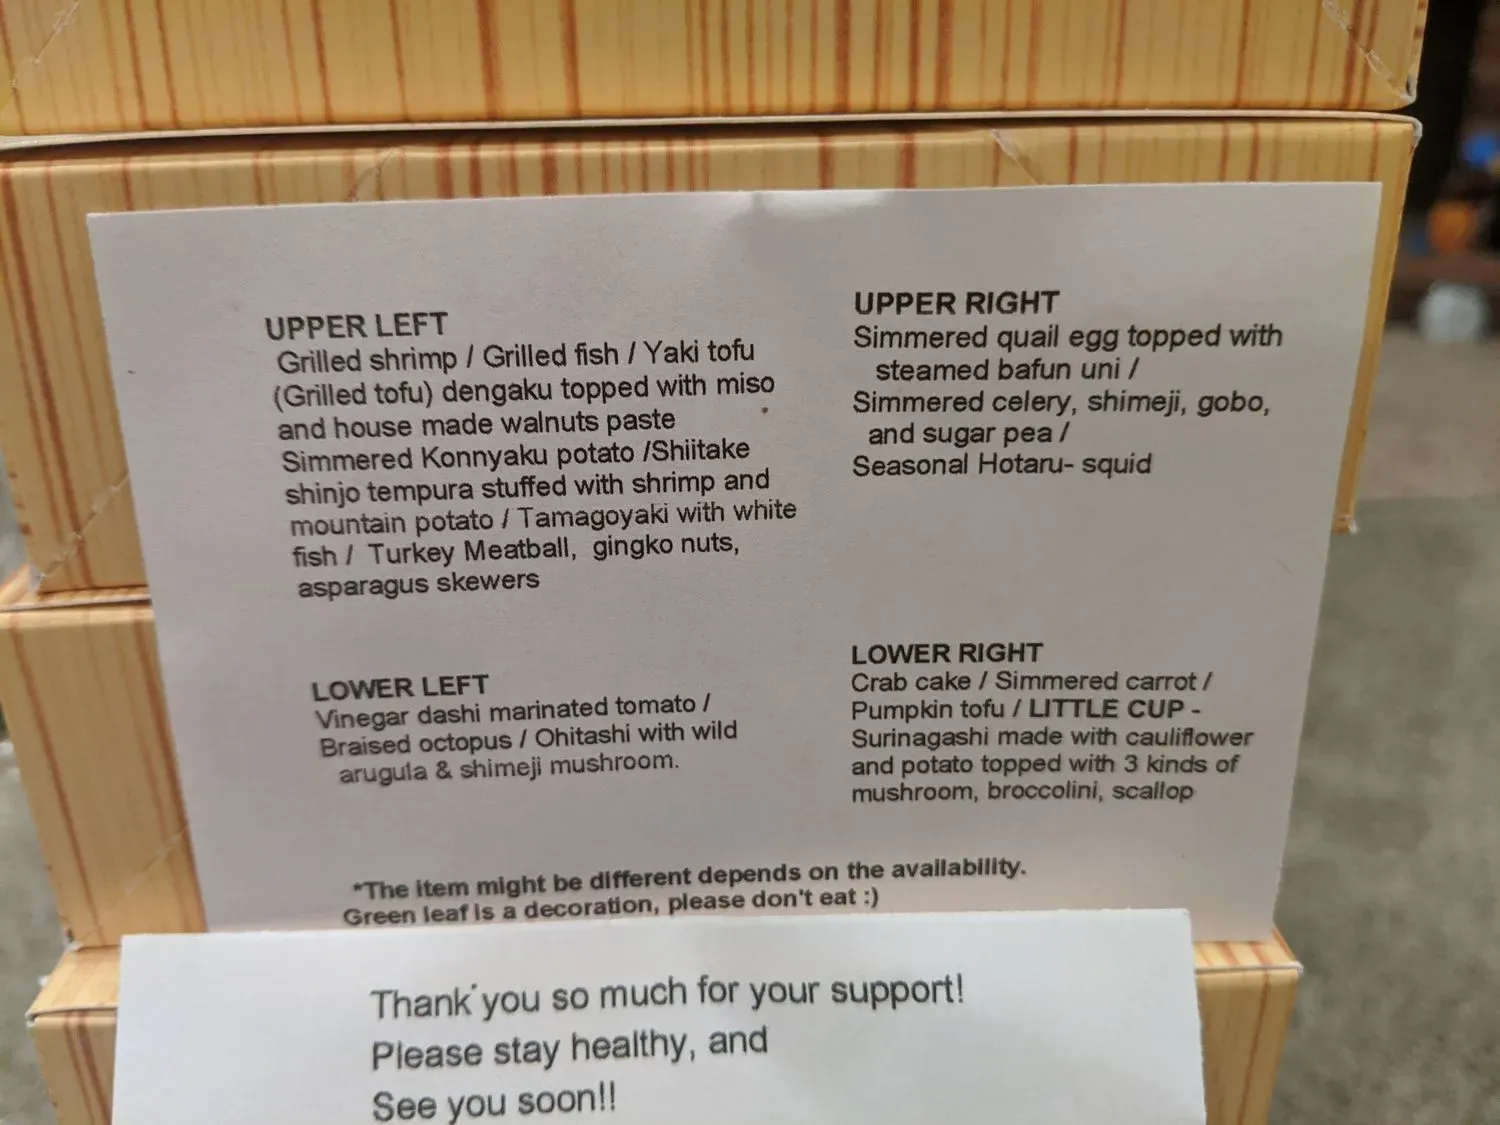 UPPER LEFT
Grilled shrimp / Grilled fish / Yaki tofu
(Grilled tofu) dengaku topped with miso
and house made walnuts paste
Simmered Konnyaku potato /Shiitake
shinjo tempura stuffed with shrimp and
mountain potato / Tamagoyaki with white
fish / Turkey Meatball, gingko nuts,
asparagus skewers
UPPER RIGHT
Simmered quail egg topped with
steamed bafun uni /
Simmered celery, shimeji, gobo,
and sugar pea /
Seasonal Hotaru- squid
LOWER LEFT
Vinegar dashi marinated tomato /
Braised octopus / Ohitashi with wild
arugula & shimeji mushroom.
LOWER RIGHT
Crab cake / Simmered carrot /
Pumpkin tofu / LITTLE CUP -
Surinagashi made with cauliflower
and potato topped with 3 kinds of
mushroom, broccolini, scallop
*The item might be different depends on the availability.
Green leaf is a decoration, please don't eat :)
Thank you so much for your support!
Please stay healthy, and
See you soon!!